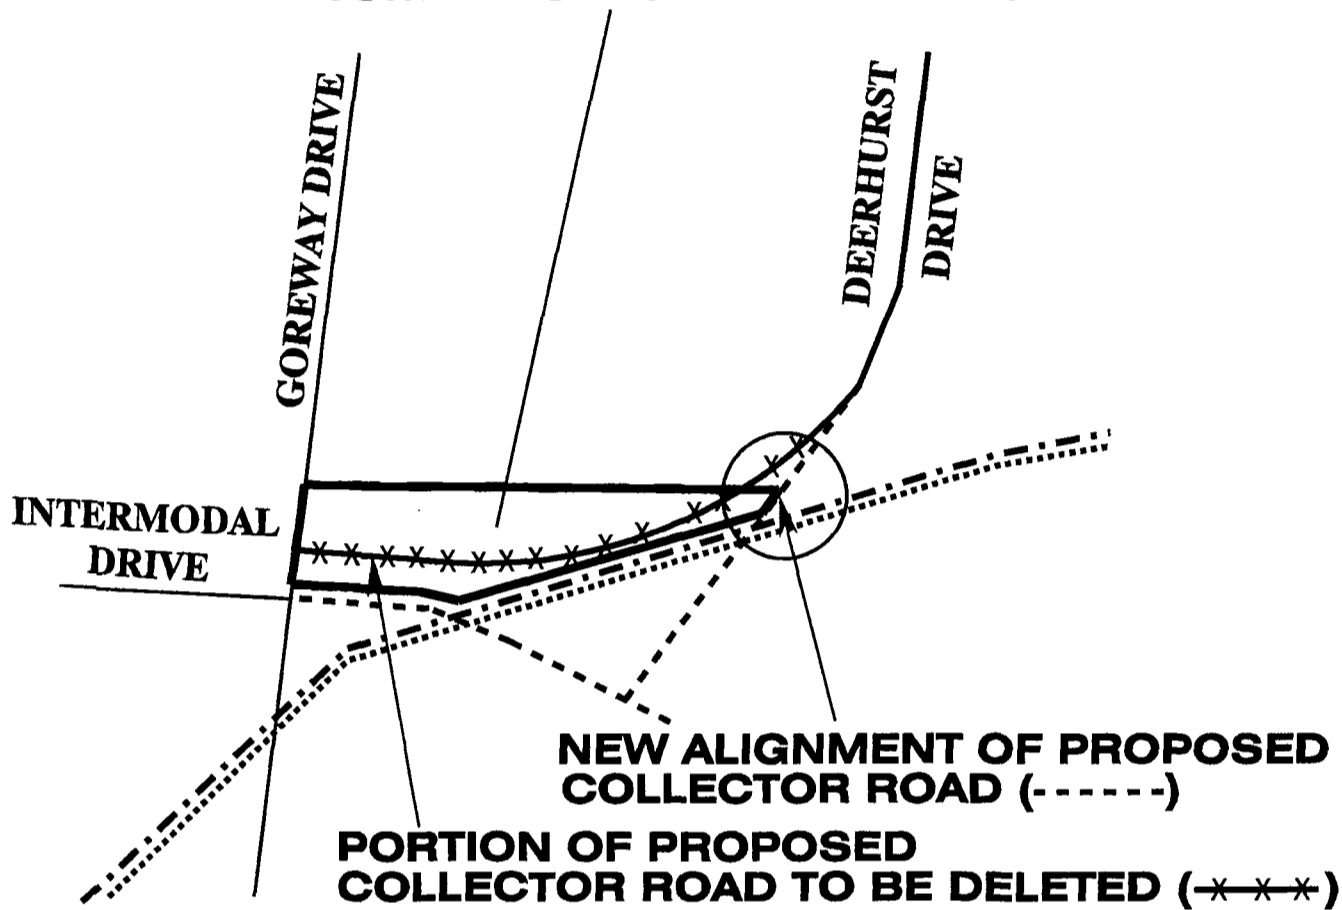 GOREWAY DRIVE
DEERHURST
DRIVE
INTERMODAL
DRIVE
NEW ALIGNMENT OF PROPOSED
COLLECTOR ROAD (------)
PORTION OF PROPOSED
COLLECTOR ROAD TO BE DELETED (-x-x-x-)